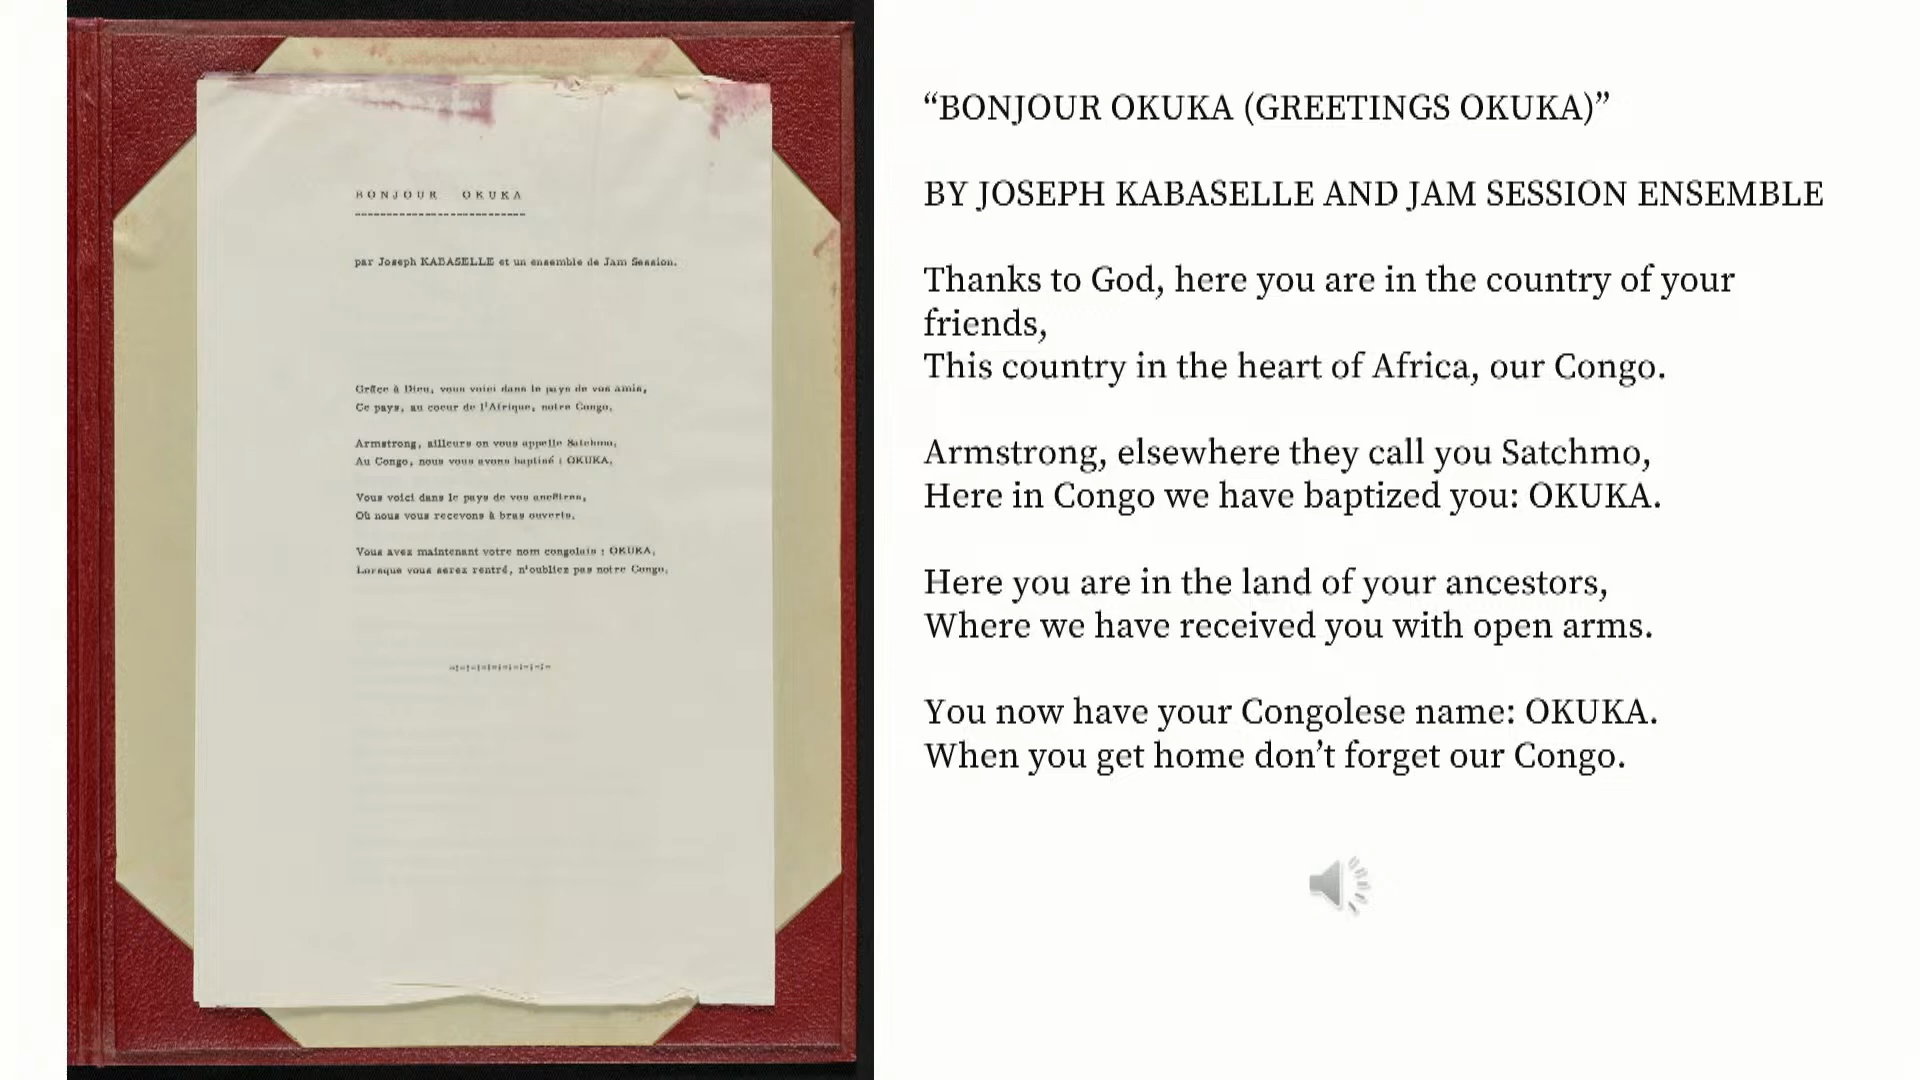 BONJOUR OKUKA
---------------------------
par Joseph KABASELLE et un ensemble de Jam Session.
Grâce à Dieu, vous voici dans le pays de vos amis,
Ce pays, au coeur de l'Afrique, notre Congo.
Armstrong, ailleurs on vous appelle Satchmo,
Au Congo, nous vous avons baptisé : OKUKA.
Vous voici dans le pays de vos ancêtres,
Où nous vous recevons à bras ouverts.
Vous avez maintenant votre nom congolais : OKUKA,
Lorsque vous serez rentré, n'oubliez pas notre Congo.
“BONJOUR OKUKA (GREETINGS OKUKA)”
BY JOSEPH KABASELLE AND JAM SESSION ENSEMBLE
Thanks to God, here you are in the country of your
friends,
This country in the heart of Africa, our Congo.
Armstrong, elsewhere they call you Satchmo,
Here in Congo we have baptized you: OKUKA.
Here you are in the land of your ancestors,
Where we have received you with open arms.
You now have your Congolese name: OKUKA.
When you get home don’t forget our Congo.